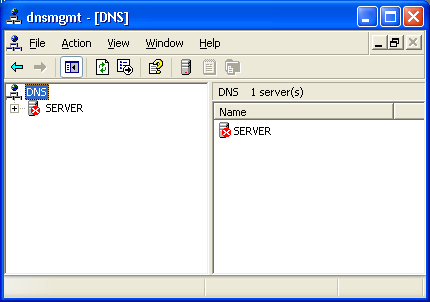 dnsmgmt - [DNS]
File Action View Window Help
DNS
SERVER
DNS 1 server(s)
Name
SERVER